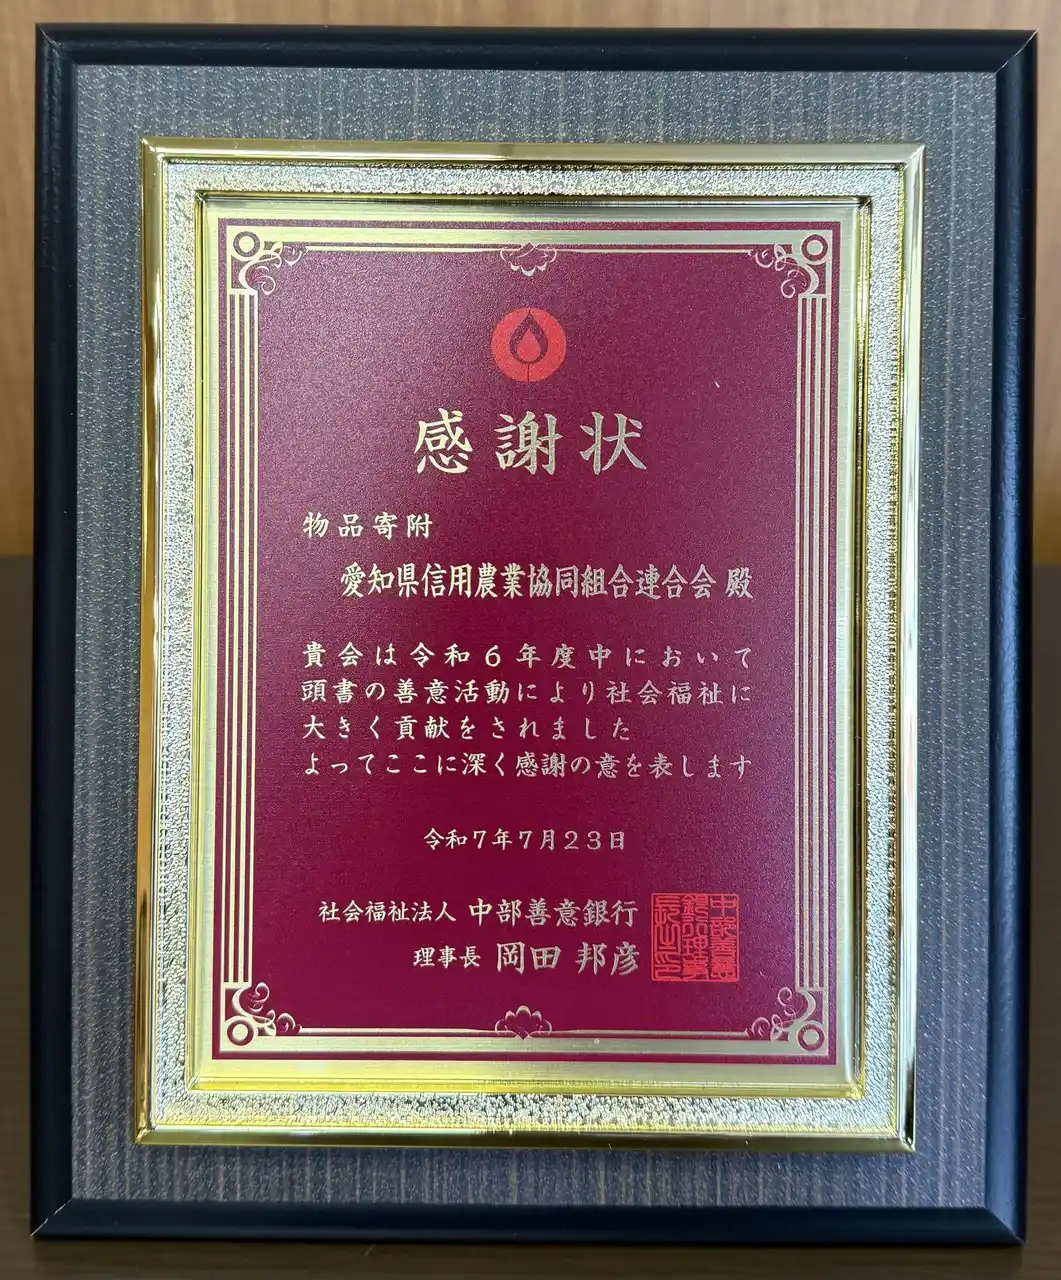 感謝状
物品寄附
愛知県信用農業協同組合連合会 殿
貴会は令和6年度中において
頭書の善意活動により社会福祉に
大きく貢献をされました
よってここに深く感謝の意を表します
令和7年7月23日
社会福祉法人 中部善意銀行
理事長 岡田 邦彦